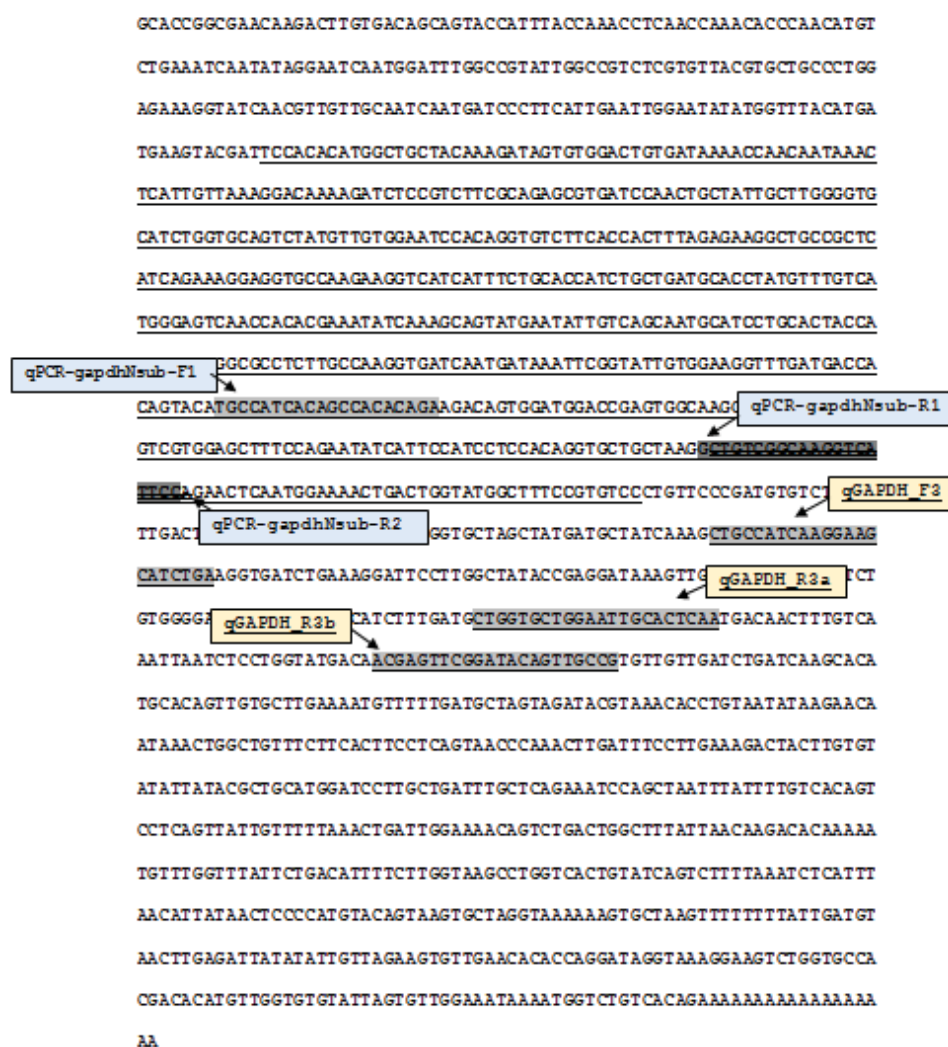 GCACCGGCGAACAAGACTTGTGACAGCAGTACCATTTACCAAACCTCAACCAAACACCCAACATGT
CTGAAATCAATATAGGAATCAATGGATTTGGCCGTATTGGCCGTCTCGTGTTACGTGCTGCCCTGG
AGAAAGGTATCAACGTTGTTGCAATCAATGATCCCTTCATTGAATTGGAATATATGGTTTACATGA
TGAAGTACGATTCCACACATGGCTGCTACAAAGATAGTGTGGACTGTGATAAAACCAACAATAAAC
TCATTGTTAAAGGACAAAAGATCTCCGTCTTCGCAGAGCGTGATCCAACTGCTATTGCTTGGGGTG
CATCTGGTGCAGTCTATGTTGTGGAATCCACAGGTGTCTTCACCACTTTAGAGAAGGCTGCCGCTC
ATCAGAAAGGAGGTGCCAAGAAGGTCATCATTTCTGCACCATCTGCTGATGCACCTATGTTTGTCA
TGGGAGTCAACCACACGAAATATCAAAGCAGTATGAATATTGTCAGCAATGCATCCTGCACTACCA
GGCGCCTCTTGCCAAGGTGATCAATGATAAATTCGGTATTGTGGAAGGTTTGATGACCA
qPCR-gapdhNsub-F1
CAGTACATGCCATCACAGCCACACAGAAGACAGTGGATGGACCGAGTGGCAAG
qPCR-gapdhNsub-R1
GTCGTGGAGCTTTCCAGAATATCATTCCATCCTCCACAGGTGCTGCTAAGGCTGTCGGCAAGGTCA
TTCCAGAACTCAATGGAAAACTGACTGGTATGGCTTTCCGTGTCCCTGTTCCCGATGTGTCT
qGAPDH_F3
TTGACT
qPCR-gapdhNsub-R2
GGTGCTAGCTATGATGCTATCAAAGCTGCCATCAAGGAAG
CATCTGAAGGTGATCTGAAAGGATTCCTTGGCTATACCGAGGATAAAGTTG
TCT
qGAPDH_R3a
GTGGGGA
qGAPDH_R3b
CATCTTTGATGCTGGTGCTGGAATTGCACTCAATGACAACTTTGTCA
AATTAATCTCCTGGTATGACAACGAGTTCGGATACAGTTGCCGTGTTGTTGATCTGATCAAGCACA
TGCACAGTTGTGCTTGAAAATGTTTTTGATGCTAGTAGATACGTAAACACCTGTAATATAAGAACA
ATAAACTGGCTGTTTCTTCACTTCCTCAGTAACCCAAACTTGATTTCCTTGAAAGACTACTTGTGT
ATATTATACGCTGCATGGATCCTTGCTGATTTGCTCAGAAATCCAGCTAATTTATTTTGTCACAGT
CCTCAGTTATTGTTTTTAAACTGATTGGAAAACAGTCTGACTGGCTTTATTAACAAGACACAAAAA
TGTTTGGTTTATTCTGACATTTTCTTGGTAAGCCTGGTCACTGTATCAGTCTTTTAAATCTCATTT
AACATTATAACTCCCCATGTACAGTAAGTGCTAGGTAAAAAAGTGCTAAGTTTTTTTTATTGATGT
AACTTGAGATTATATATTGTTAGAAGTGTTGAACACACCAGGATAGGTAAAGGAAGTCTGGTGCCA
CGACACATGTTGGTGTGTATTAGTGTTGGAAATAAAATGGTCTGTCACAGAAAAAAAAAAAAAAAA
AA